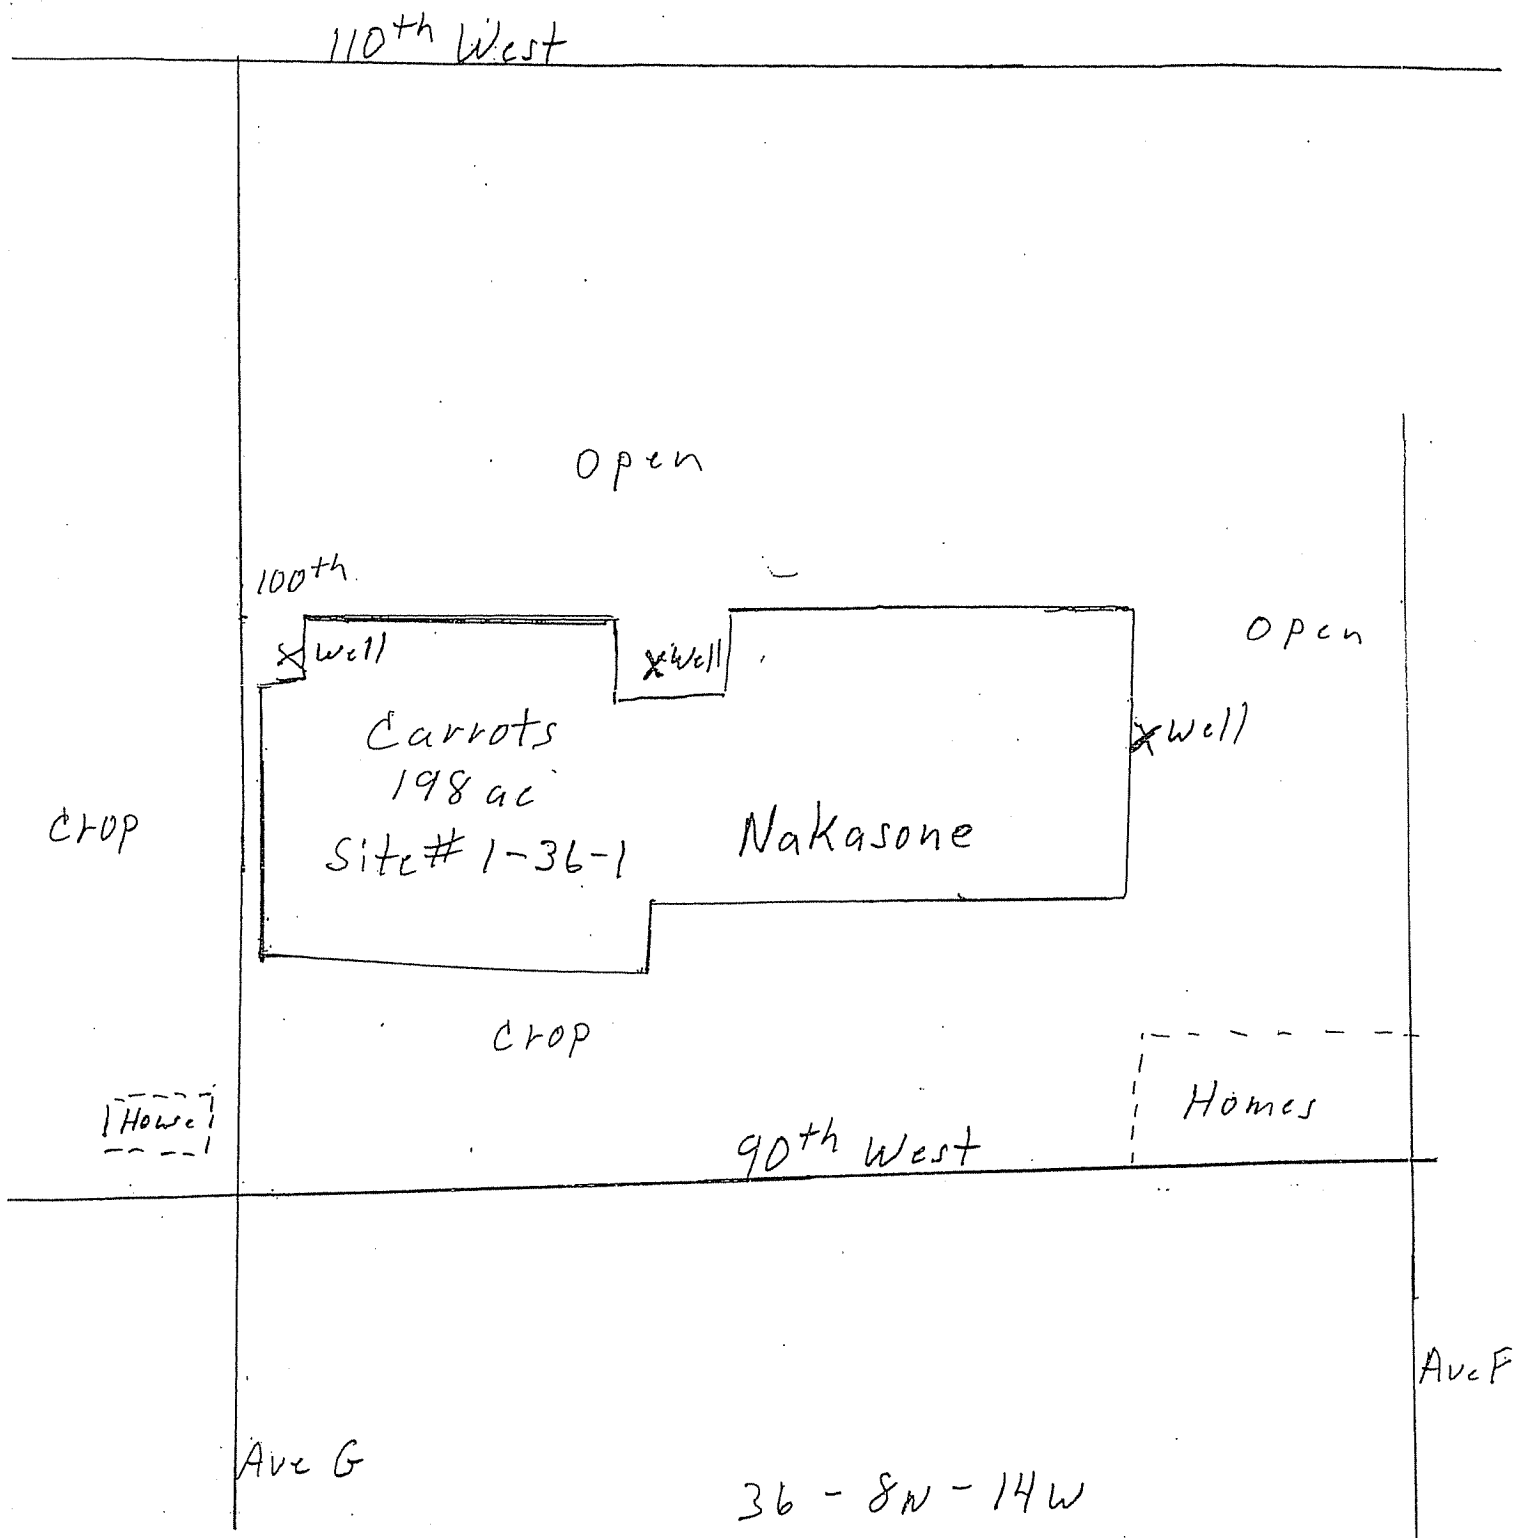 110th West
Open
100th
Well
Well
Open
Well
Carrots
198 ac
Site# 1-36-1
Nakasone
Crop
Crop
House
Homes
90th West
Ave F
Ave G
36 - 8N - 14W